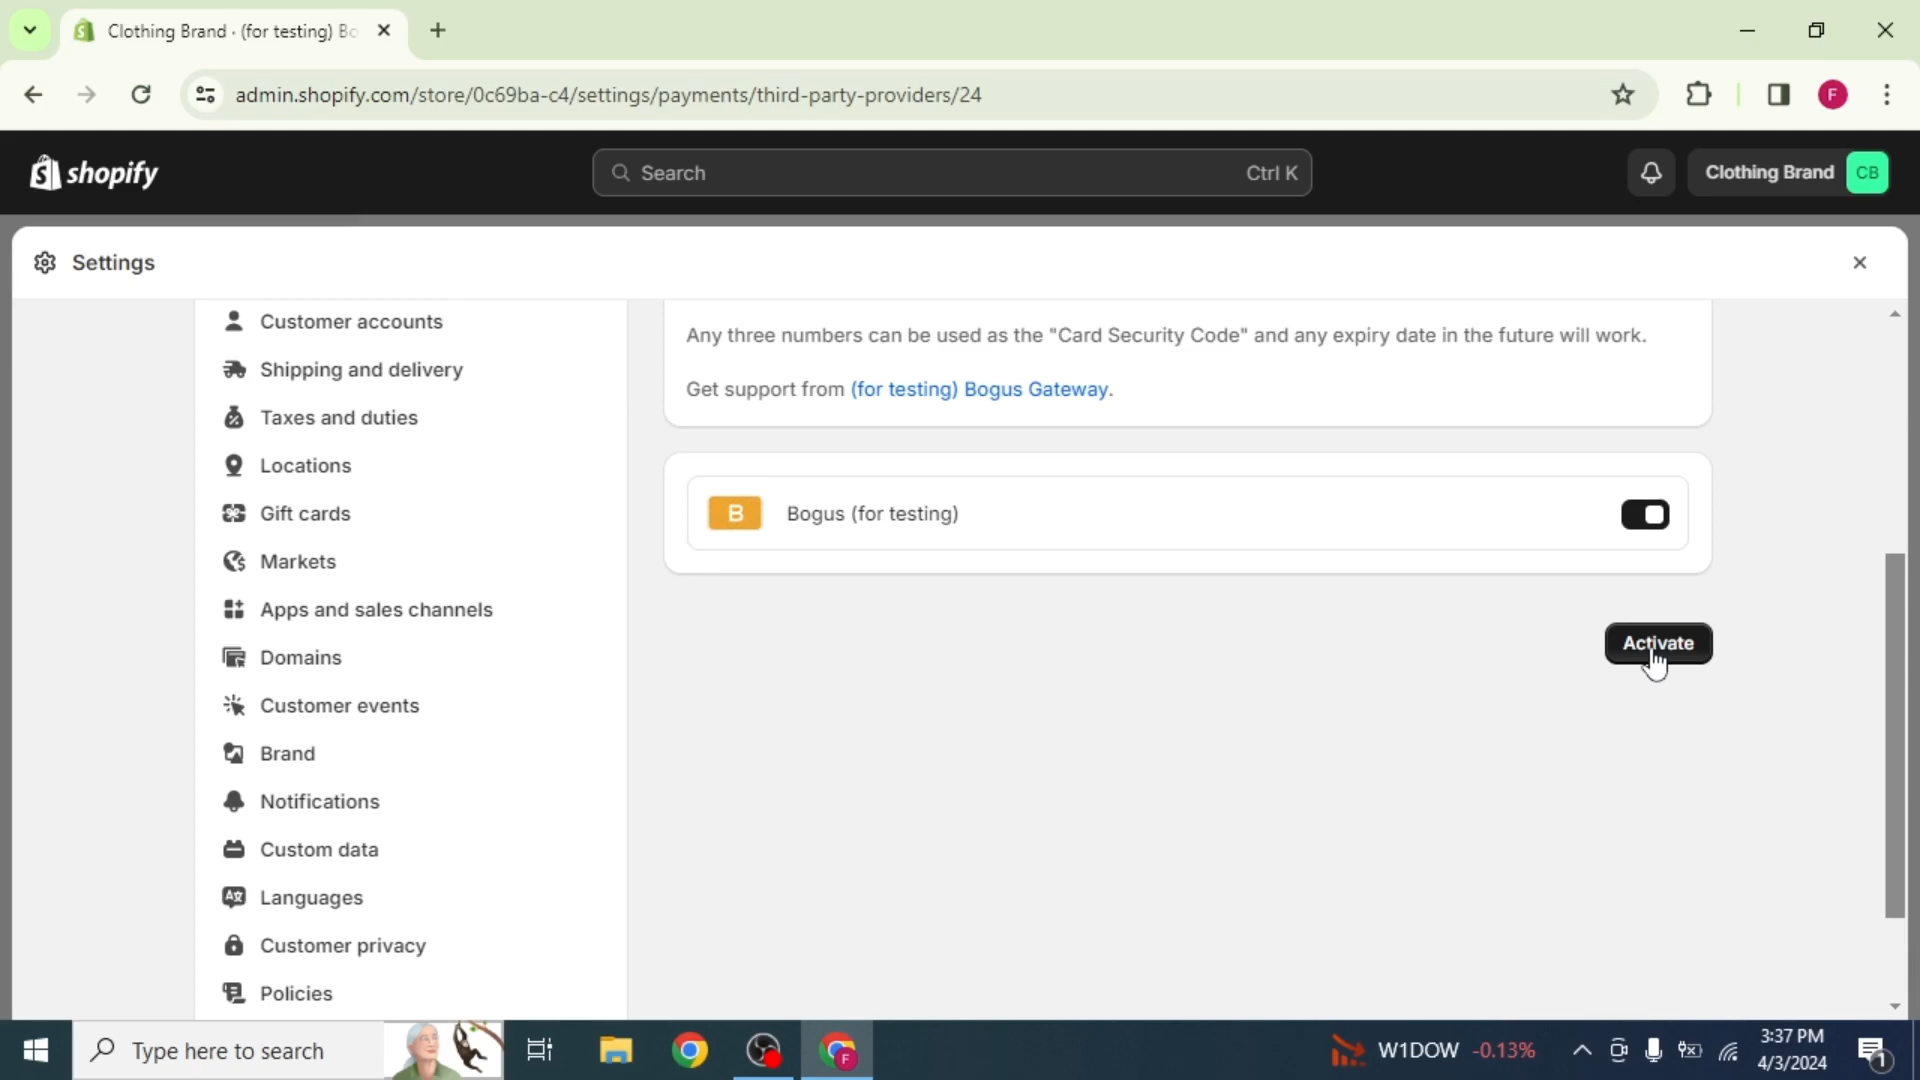 Clothing Brand · (for testing) Bo
admin.shopify.com/store/0c69ba-c4/settings/payments/third-party-providers/24
F
shopify
Search
Ctrl K
Clothing Brand
CB
Settings
Customer accounts
Shipping and delivery
Taxes and duties
Locations
Gift cards
Markets
Apps and sales channels
Domains
Customer events
Brand
Notifications
Custom data
Languages
Customer privacy
Policies
Any three numbers can be used as the "Card Security Code" and any expiry date in the future will work.
Get support from (for testing) Bogus Gateway.
B
Bogus (for testing)
Activate
Type here to search
F
W1DOW -0.13%
3:37 PM
4/3/2024
1